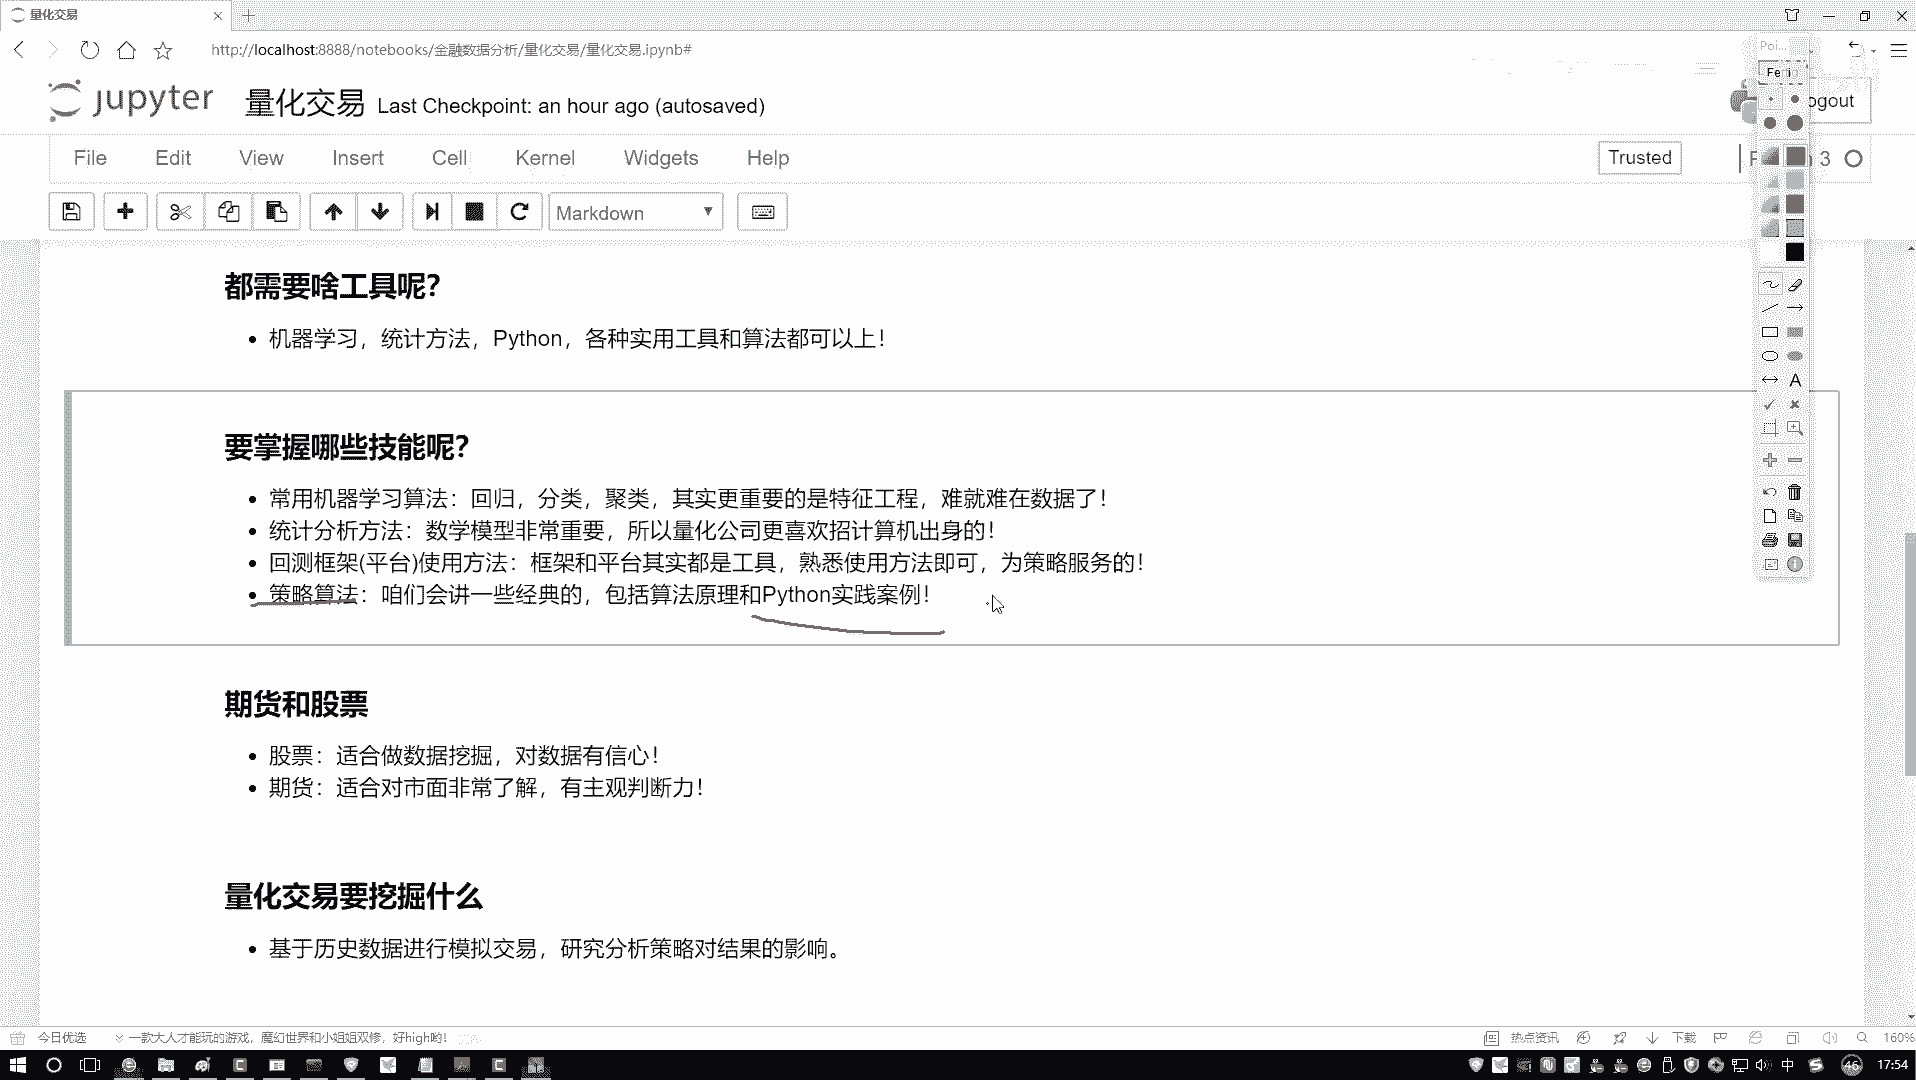 量化交易
http://localhost:8888/notebooks/金融数据分析/量化交易/量化交易.ipynb#
jupyter 量化交易 Last Checkpoint: an hour ago (autosaved)
ogout
File Edit View Insert Cell Kernel Widgets Help
Trusted
3
Markdown
A
都需要啥工具呢?
• 机器学习，统计方法，Python，各种实用工具和算法都可以上！
要掌握哪些技能呢?
• 常用机器学习算法：回归，分类，聚类，其实更重要的是特征工程，难就难在数据了！
• 统计分析方法：数学模型非常重要，所以量化公司更喜欢招计算机出身的！
• 回测框架(平台)使用方法：框架和平台其实都是工具，熟悉使用方法即可，为策略服务的！
• 策略算法：咱们会讲一些经典的，包括算法原理和Python实践案例！
期货和股票
• 股票：适合做数据挖掘，对数据有信心！
• 期货：适合对市面非常了解，有主观判断力！
量化交易要挖掘什么
• 基于历史数据进行模拟交易，研究分析策略对结果的影响。
今日优选 一款大人才能玩的游戏，魔幻世界和小姐姐双修，好high哟！
热点资讯 下载 160%
中 46 17:54